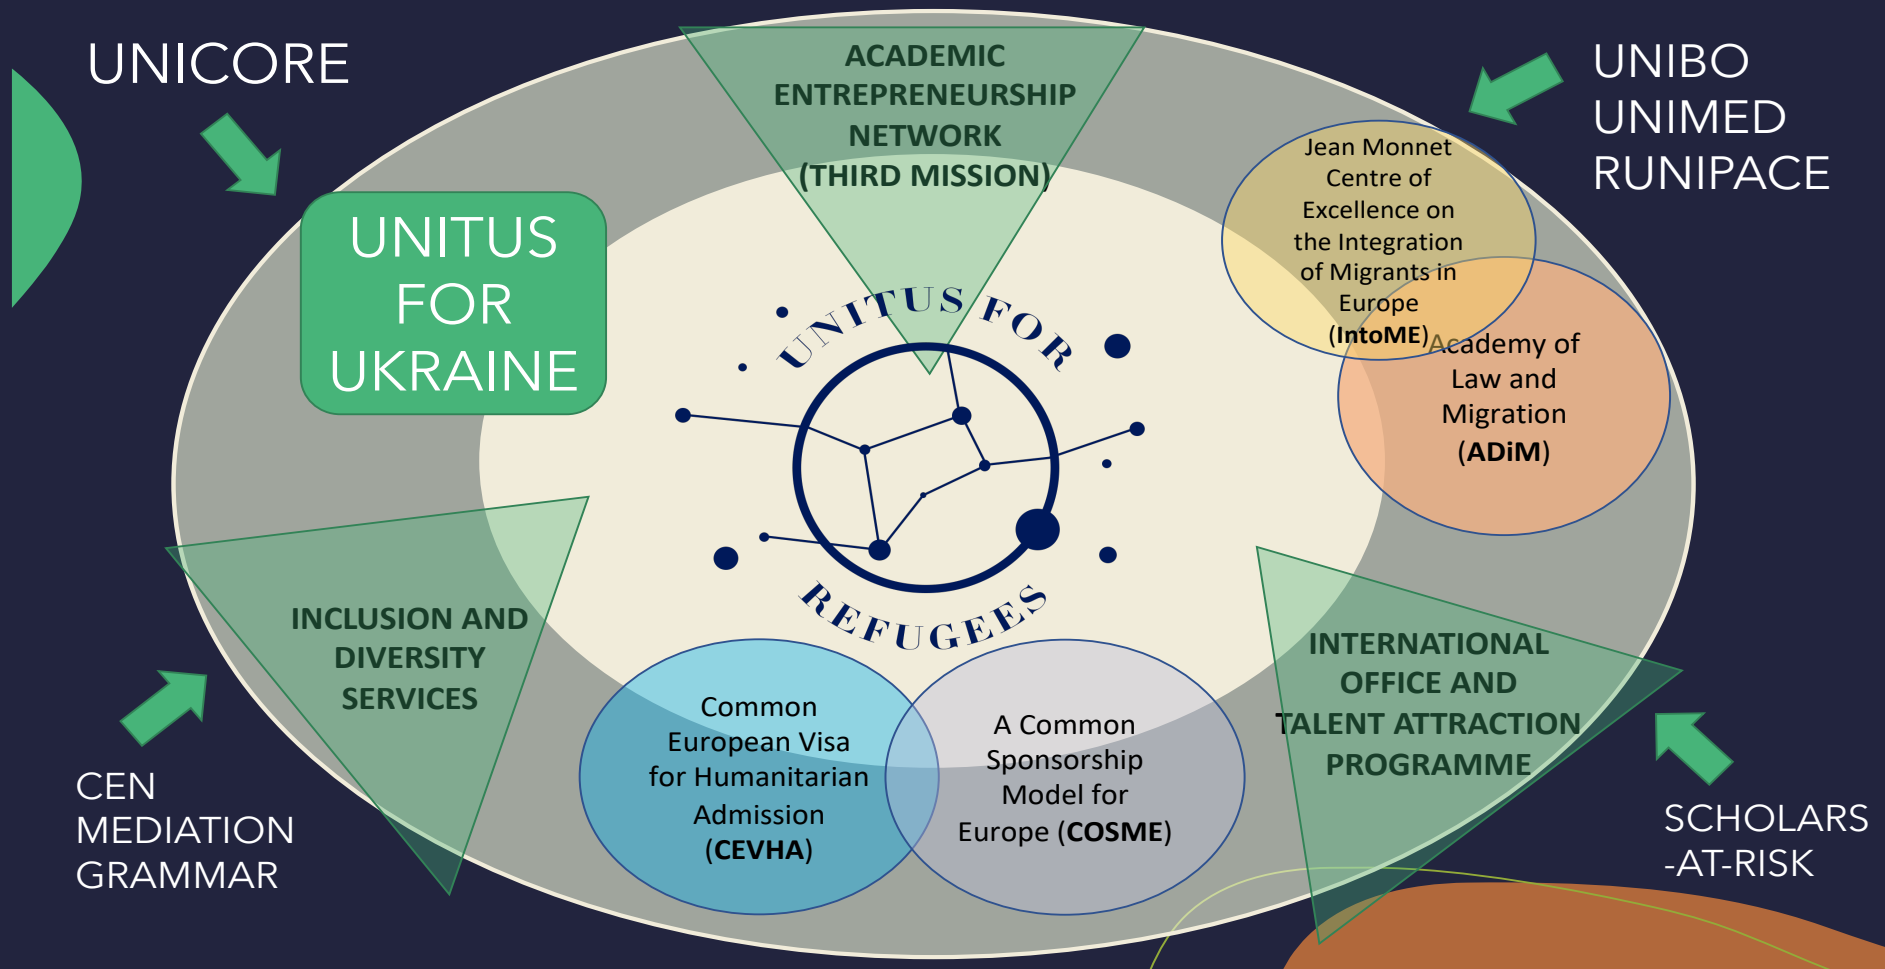 UNICORE
ACADEMIC
ENTREPRENEURSHIP
NETWORK
(THIRD MISSION)
UNIBO
UNIMED
RUNIPACE
UNITUS
FOR
UKRAINE
Jean Monnet
Centre of
Excellence on
the Integration
of Migrants in
Europe
(IntoME)
Academy of
Law and
Migration
(ADiM)
UNITUS FOR
REFUGEES
INCLUSION AND
DIVERSITY
SERVICES
Common
European Visa
for Humanitarian
Admission
(CEVHA)
A Common
Sponsorship
Model for
Europe (COSME)
INTERNATIONAL
OFFICE AND
TALENT ATTRACTION
PROGRAMME
CEN
MEDIATION
GRAMMAR
SCHOLARS
-AT-RISK